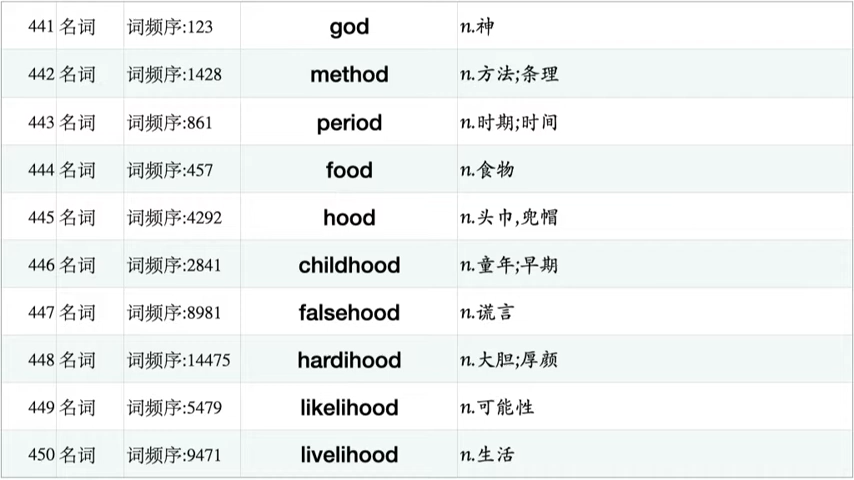 441 名词 词频序:123 god n.神
442 名词 词频序:1428 method n.方法;条理
443 名词 词频序:861 period n.时期;时间
444 名词 词频序:457 food n.食物
445 名词 词频序:4292 hood n.头巾,兜帽
446 名词 词频序:2841 childhood n.童年;早期
447 名词 词频序:8981 falsehood n.谎言
448 名词 词频序:14475 hardihood n.大胆;厚颜
449 名词 词频序:5479 likelihood n.可能性
450 名词 词频序:9471 livelihood n.生活